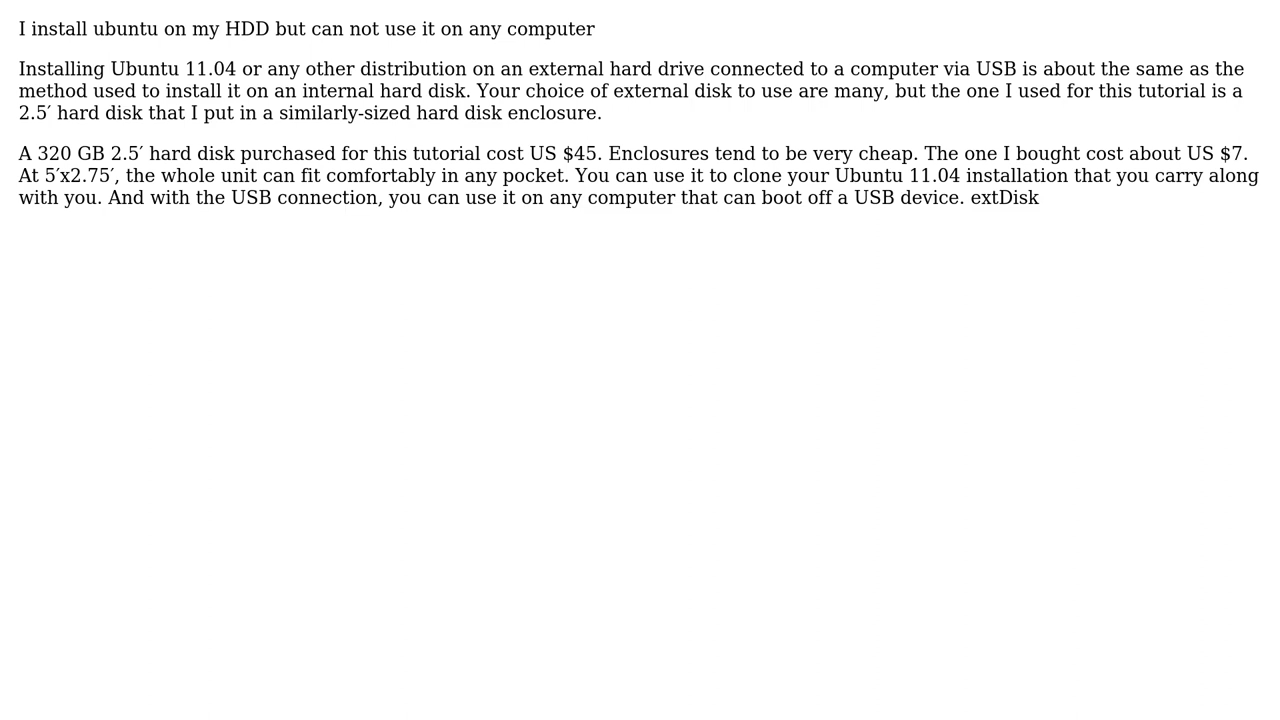 I install ubuntu on my HDD but can not use it on any computer
Installing Ubuntu 11.04 or any other distribution on an external hard drive connected to a computer via USB is about the same as the
method used to install it on an internal hard disk. Your choice of external disk to use are many, but the one I used for this tutorial is a
2.5′ hard disk that I put in a similarly-sized hard disk enclosure.
A 320 GB 2.5′ hard disk purchased for this tutorial cost US $45. Enclosures tend to be very cheap. The one I bought cost about US $7.
At 5′x2.75′, the whole unit can fit comfortably in any pocket. You can use it to clone your Ubuntu 11.04 installation that you carry along
with you. And with the USB connection, you can use it on any computer that can boot off a USB device. extDisk